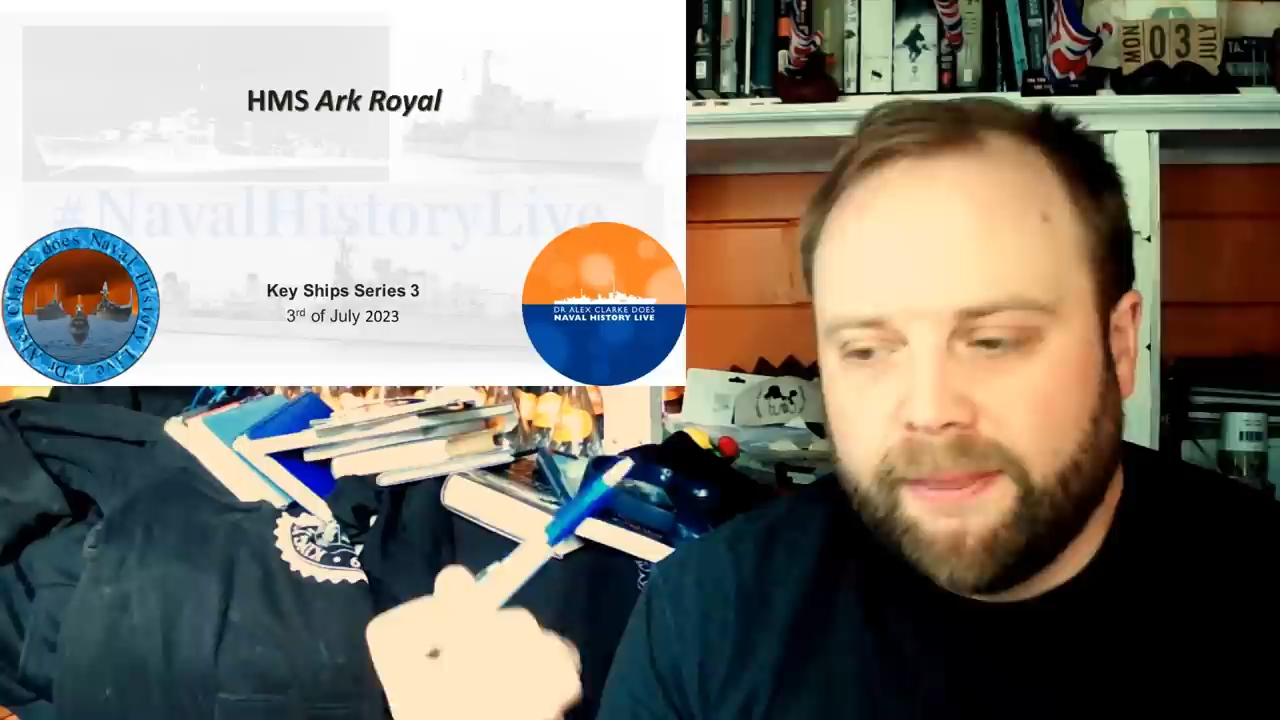 HMS Ark Royal
#NavalHistoryLive
Key Ships Series 3
3rd of July 2023
Dr Alex Clarke does Naval History Live
DR ALEX CLARKE DOES
NAVAL HISTORY LIVE
MON 03 JULY